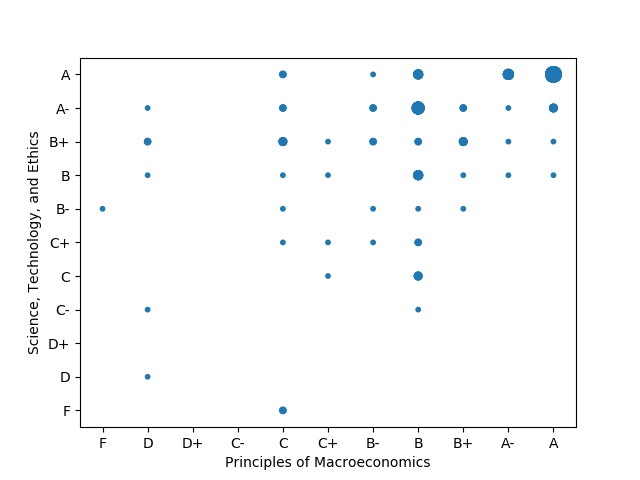 Science, Technology, and Ethics
A
A-
B+
B
B-
C+
C
C-
D+
D
F
F D D+ C- C C+ B- B B+ A- A
Principles of Macroeconomics